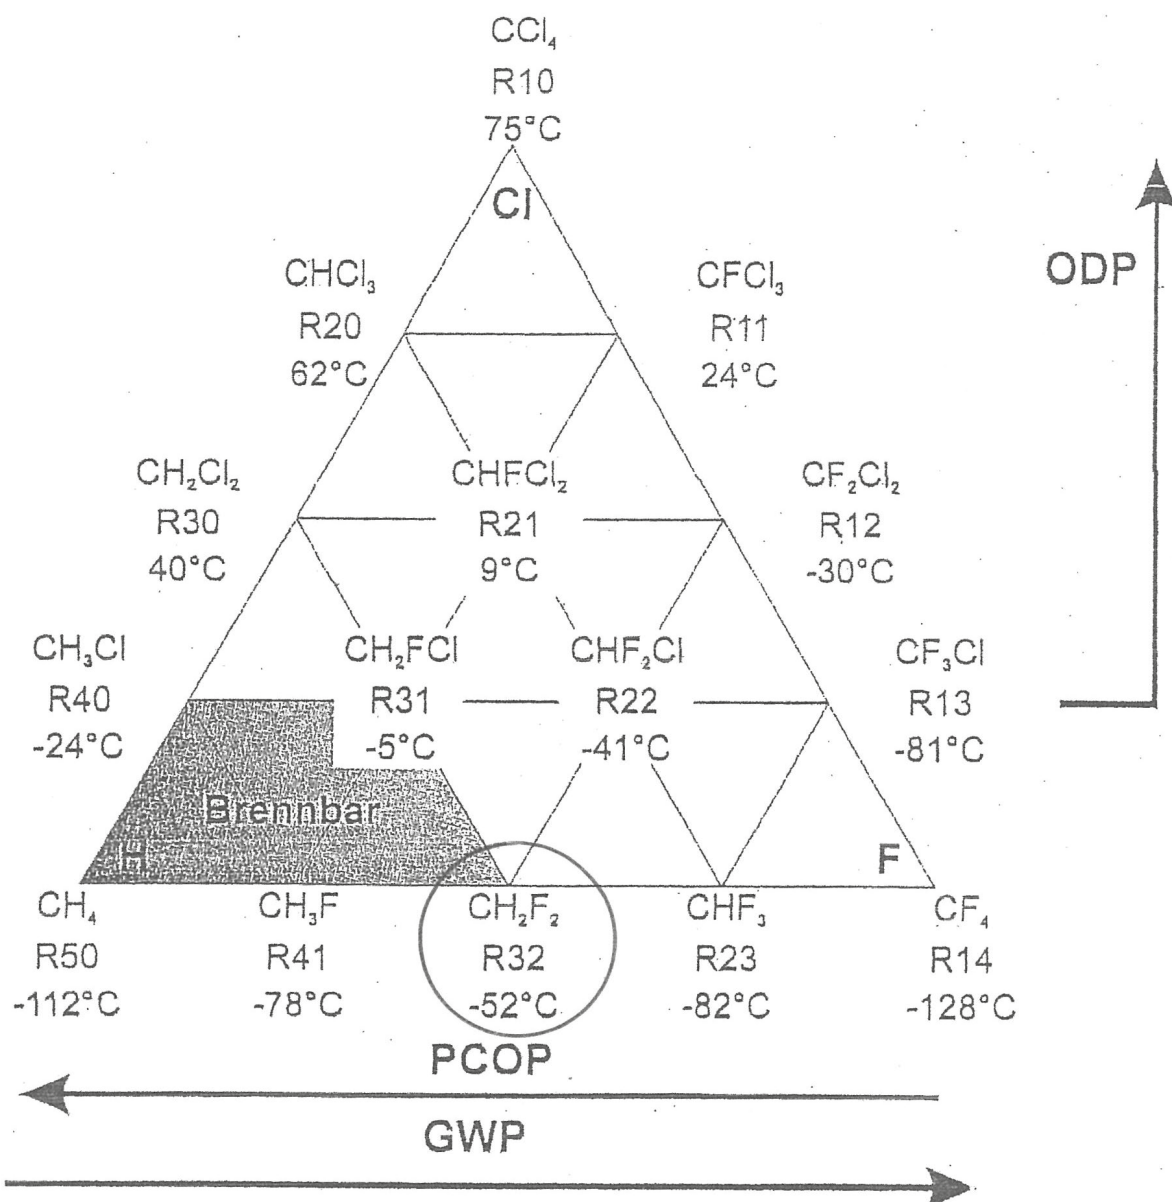 CCl₄
R10
75°C
Cl
ODP
CHCl₃
R20
62°C
CFCl₃
R11
24°C
CH₂Cl₂
R30
40°C
CHFCl₂
R21
9°C
CF₂Cl₂
R12
-30°C
CH₃Cl
R40
-24°C
CH₂FCl
R31
-5°C
CHF₂Cl
R22
-41°C
CF₃Cl
R13
-81°C
Brennbar
H
F
CH₄
R50
-112°C
CH₃F
R41
-78°C
CH₂F₂
R32
-52°C
CHF₃
R23
-82°C
CF₄
R14
-128°C
PCOP
GWP